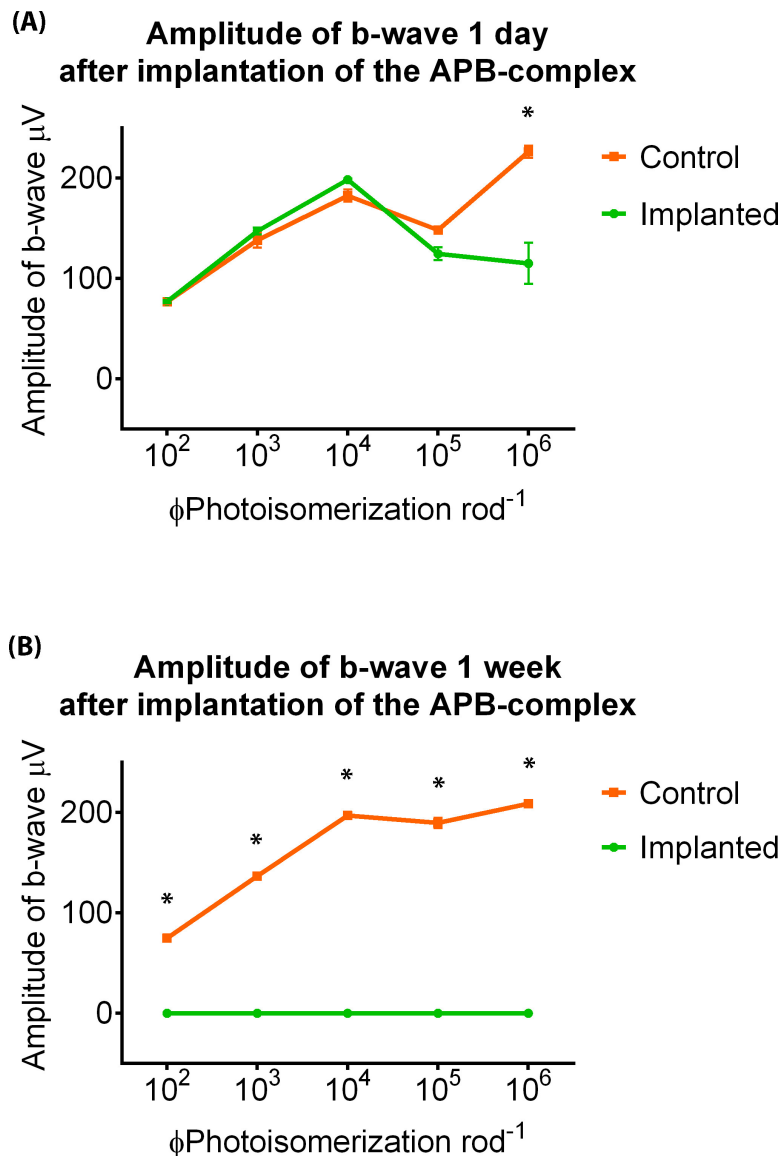 (A)
Amplitude of b-wave 1 day
after implantation of the APB-complex
Amplitude of b-wave μV
200
100
0
*
Control
Implanted
10² 10³ 10⁴ 10⁵ 10⁶
ϕPhotoisomerization rod⁻¹
(B)
Amplitude of b-wave 1 week
after implantation of the APB-complex
Amplitude of b-wave μV
200
100
0
* * * * *
Control
Implanted
10² 10³ 10⁴ 10⁵ 10⁶
ϕPhotoisomerization rod⁻¹